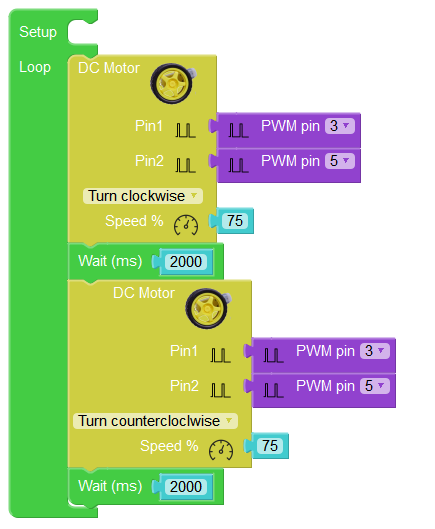 Setup
Loop
DC Motor
Pin1 PWM pin 3
Pin2 PWM pin 5
Turn clockwise
Speed % 75
Wait (ms) 2000
DC Motor
Pin1 PWM pin 3
Pin2 PWM pin 5
Turn countercloclwise
Speed % 75
Wait (ms) 2000